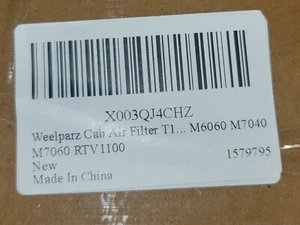 X003QJ4CHZ
Weelparz Cab Air Filter T1... M6060 M7040
M7060 RTV1100
New
1579795
Made In China